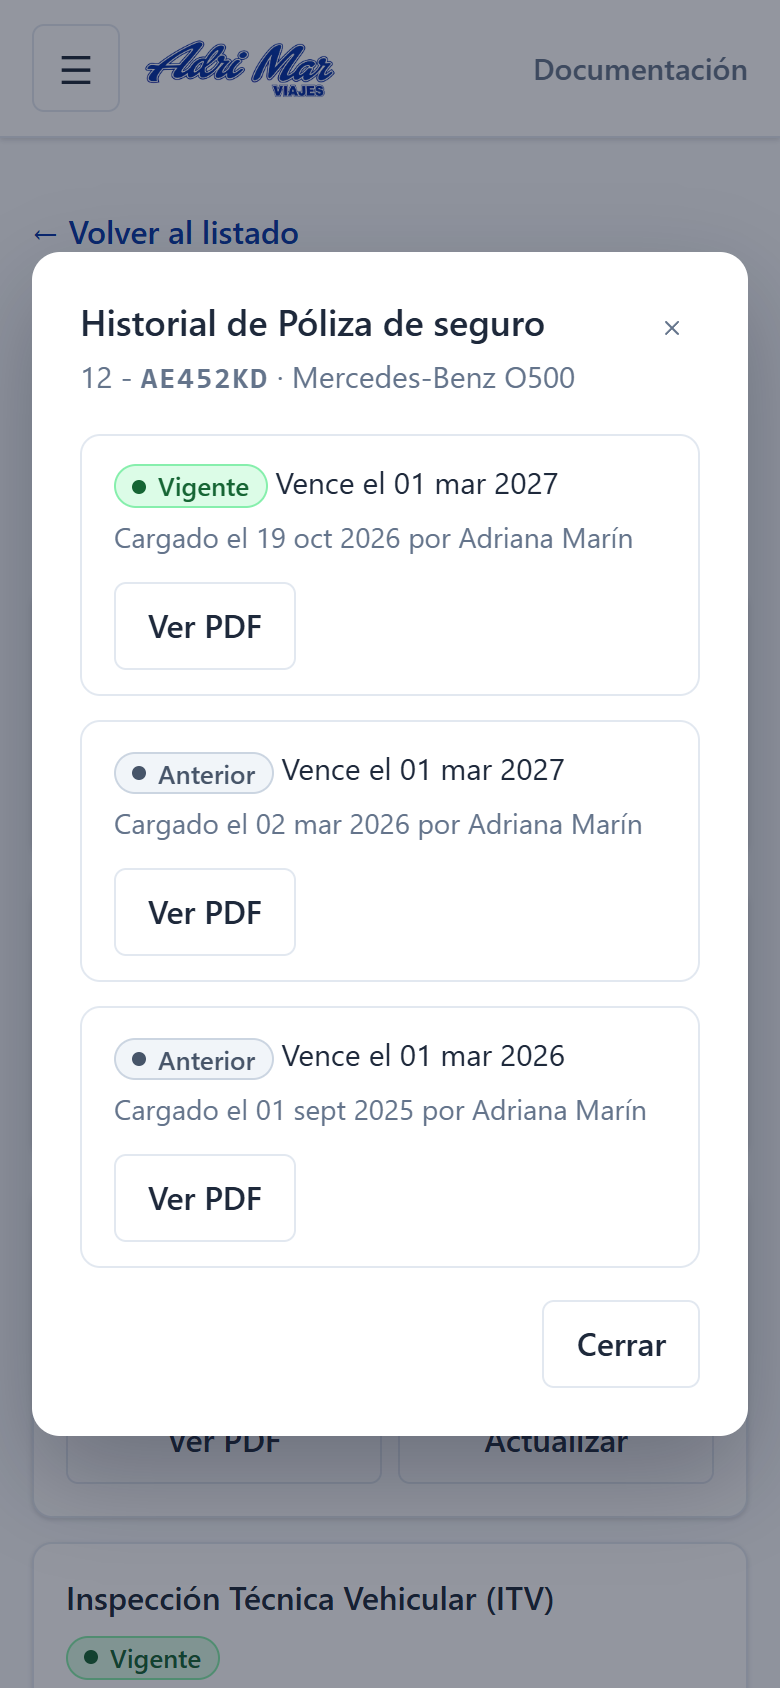 ☰
Adri Mar
VIAJES
Documentación
← Volver al listado
Historial de Póliza de seguro
×
12 - AE452KD · Mercedes-Benz O500
Vigente Vence el 01 mar 2027
Cargado el 19 oct 2026 por Adriana Marín
Ver PDF
Anterior Vence el 01 mar 2027
Cargado el 02 mar 2026 por Adriana Marín
Ver PDF
Anterior Vence el 01 mar 2026
Cargado el 01 sept 2025 por Adriana Marín
Ver PDF
Cerrar
Ver PDF
Actualizar
Inspección Técnica Vehicular (ITV)
Vigente